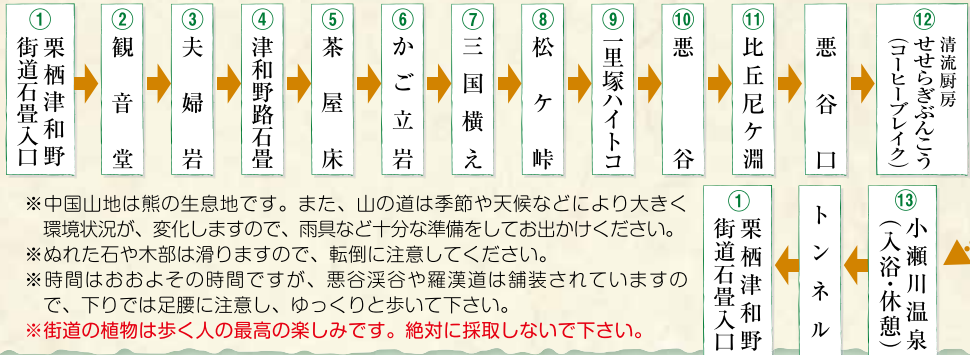 ①
栗栖津和野
街道石畳入口
②
観音堂
③
夫婦岩
④
津和野路石畳
⑤
茶屋床
⑥
かご立岩
⑦
三国横え
⑧
松ケ峠
⑨
一里塚ハイトコ
⑩
悪谷
⑪
比丘尼ケ淵
悪谷口
⑫
清流厨房
せせらぎぶんこう
（コーヒーブレイク）
⑬
小瀬川温泉
（入浴・休憩）
トンネル
①
栗栖津和野
街道石畳入口
※中国山地は熊の生息地です。また、山の道は季節や天候などにより大きく
環境状況が、変化しますので、雨具など十分な準備をしてお出かけください。
※ぬれた石や木部は滑りますので、転倒に注意してください。
※時間はおおよその時間ですが、悪谷渓谷や羅漢道は舗装されていますの
で、下りでは足腰に注意し、ゆっくりと歩いて下さい。
※街道の植物は歩く人の最高の楽しみです。絶対に採取しないで下さい。